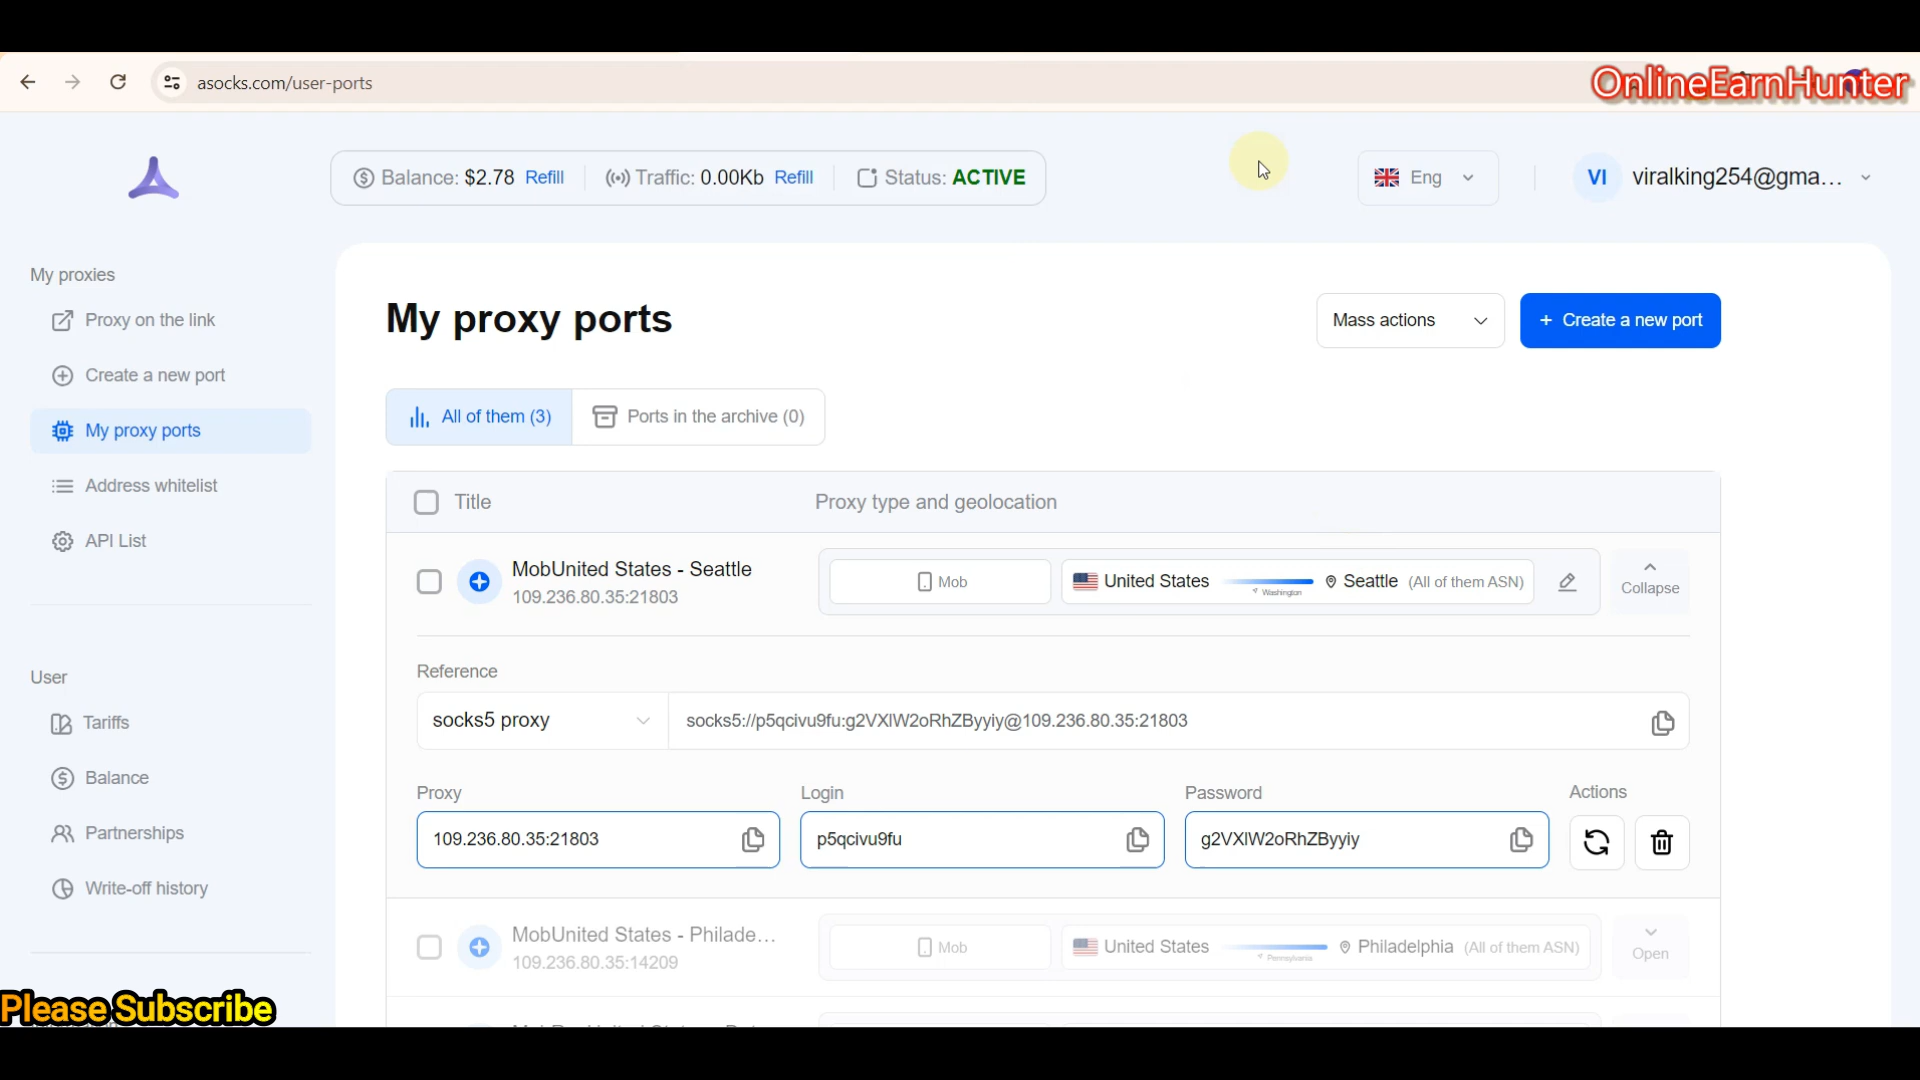 asocks.com/user-ports
OnlineEarnHunter
Balance: $2.78 Refill
Traffic: 0.00Kb Refill
Status: ACTIVE
Eng
VI viralking254@gma...
My proxies
Proxy on the link
Create a new port
My proxy ports
Address whitelist
API List
User
Tariffs
Balance
Partnerships
Write-off history
Please Subscribe
My proxy ports
Mass actions
+ Create a new port
All of them (3)
Ports in the archive (0)
Title
Proxy type and geolocation
MobUnited States - Seattle
109.236.80.35:21803
Mob
United States
Washington
Seattle (All of them ASN)
Collapse
Reference
socks5 proxy
socks5://p5qcivu9fu:g2VXlW2oRhZByyiy@109.236.80.35:21803
Proxy
Login
Password
Actions
109.236.80.35:21803
p5qcivu9fu
g2VXlW2oRhZByyiy
MobUnited States - Philade...
109.236.80.35:14209
Mob
United States
Pennsylvania
Philadelphia (All of them ASN)
Open